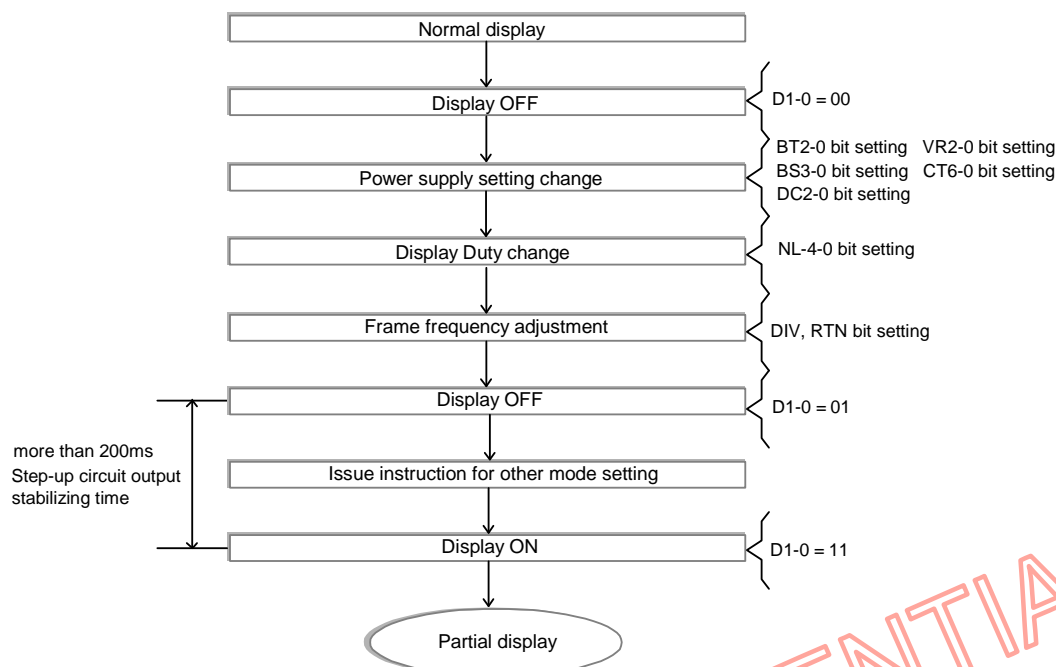 Normal display
Display OFF
D1-0 = 00
BT2-0 bit setting VR2-0 bit setting
Power supply setting change
BS3-0 bit setting CT6-0 bit setting
DC2-0 bit setting
Display Duty change
NL-4-0 bit setting
Frame frequency adjustment
DIV, RTN bit setting
Display OFF
D1-0 = 01
more than 200ms
Step-up circuit output
stabilizing time
Issue instruction for other mode setting
Display ON
D1-0 = 11
Partial display
ENTIA